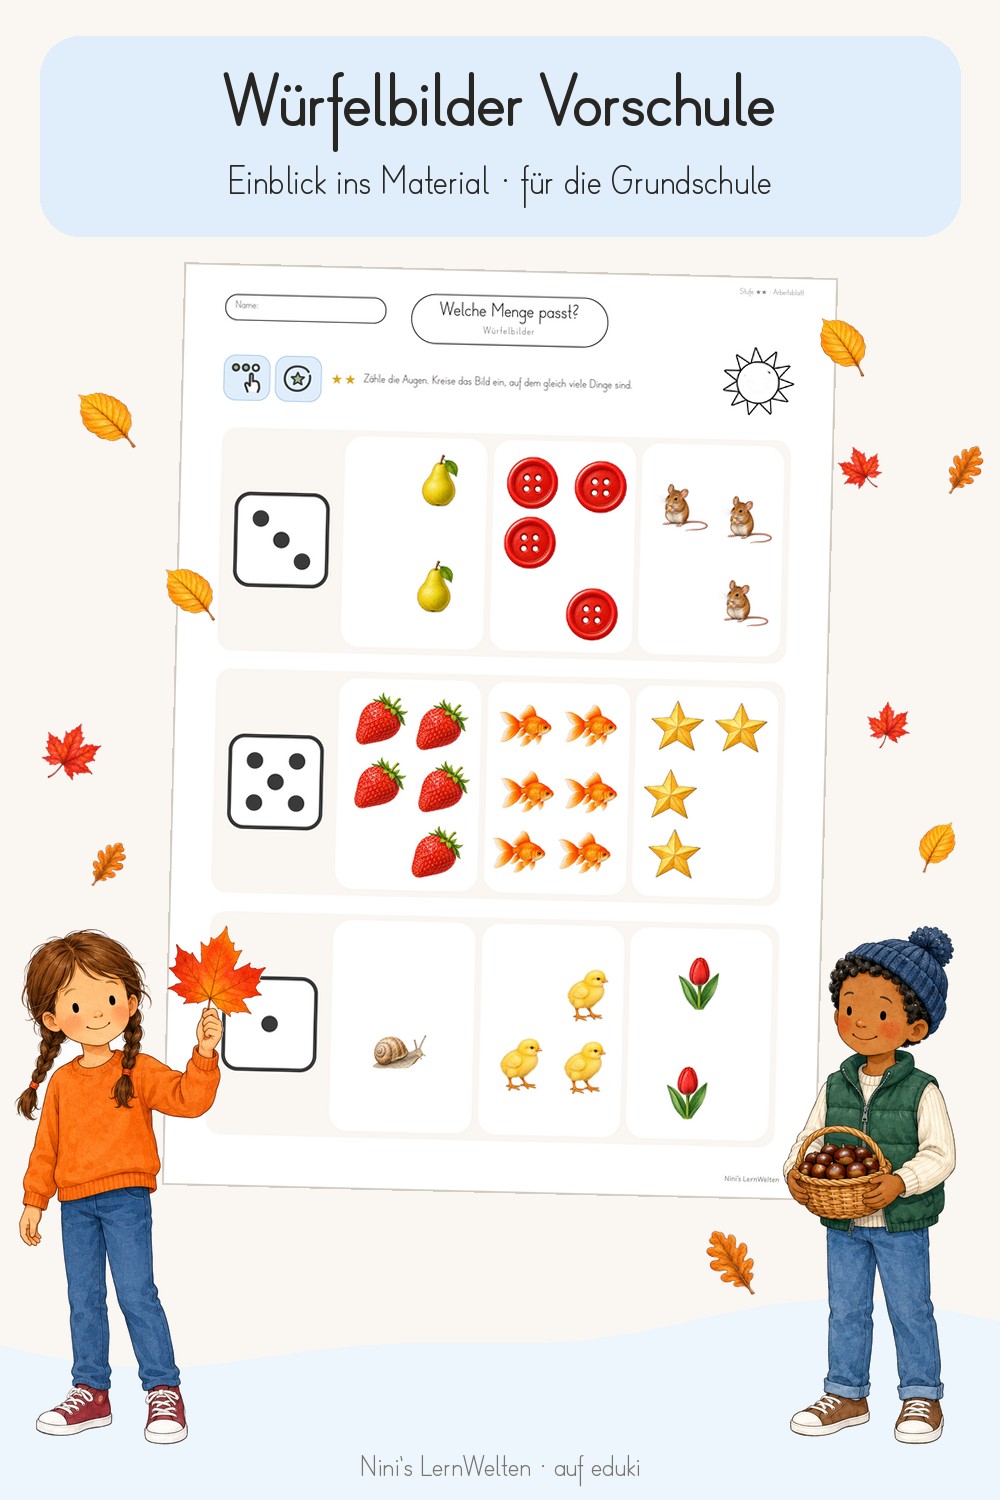 Würfelbilder Vorschule
Einblick ins Material · für die Grundschule
Stufe ★★ · Arbeitsblatt
Name:
Welche Menge passt?
Würfelbilder
★★ Zähle die Augen. Kreise das Bild ein, auf dem gleich viele Dinge sind.
Nini's LernWelten
Nini's LernWelten · auf eduki